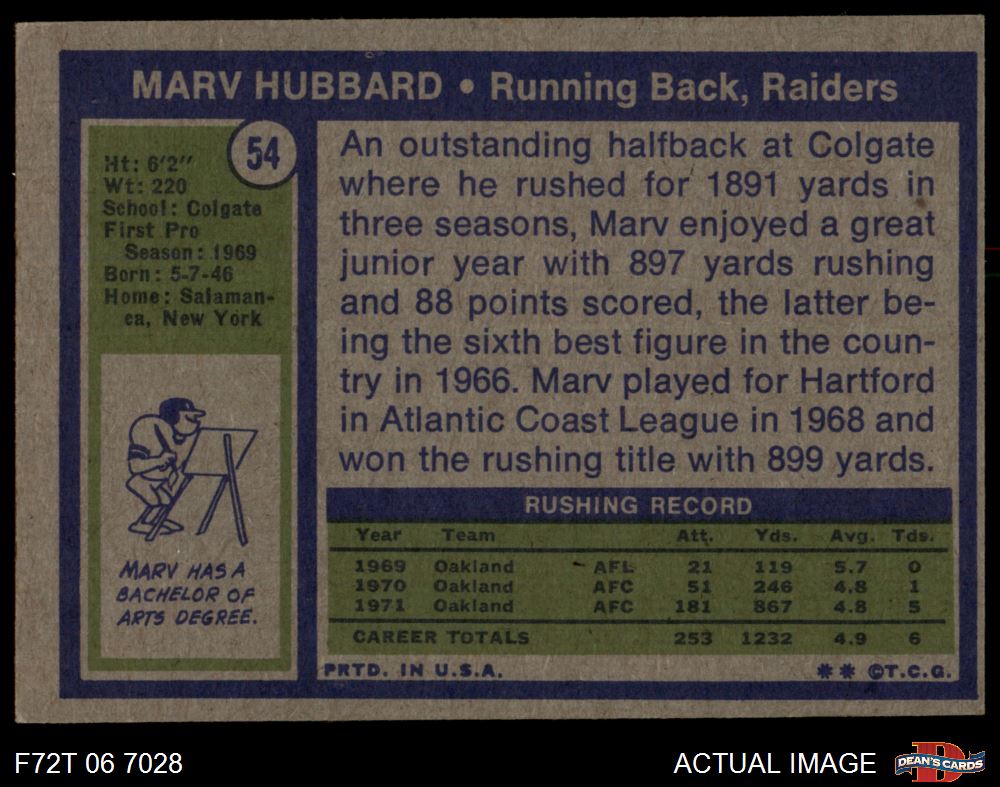 MARV HUBBARD • Running Back, Raiders
54
Ht: 6'2"
Wt: 220
School: Colgate
First Pro
Season: 1969
Born: 5-7-46
Home: Salaman-
ca, New York
MARV HAS A
BACHELOR OF
ARTS DEGREE.
An outstanding halfback at Colgate
where he rushed for 1891 yards in
three seasons, Marv enjoyed a great
junior year with 897 yards rushing
and 88 points scored, the latter be-
ing the sixth best figure in the coun-
try in 1966. Marv played for Hartford
in Atlantic Coast League in 1968 and
won the rushing title with 899 yards.
RUSHING RECORD
Year Team Att. Yds. Avg. Tds.
1969 Oakland AFL 21 119 5.7 0
1970 Oakland AFC 51 246 4.8 1
1971 Oakland AFC 181 867 4.8 5
CAREER TOTALS 253 1232 4.9 6
PRTD. IN U.S.A. ** ©T.C.G.
F72T 06 7028 ACTUAL IMAGE B DEAN'S CARDS